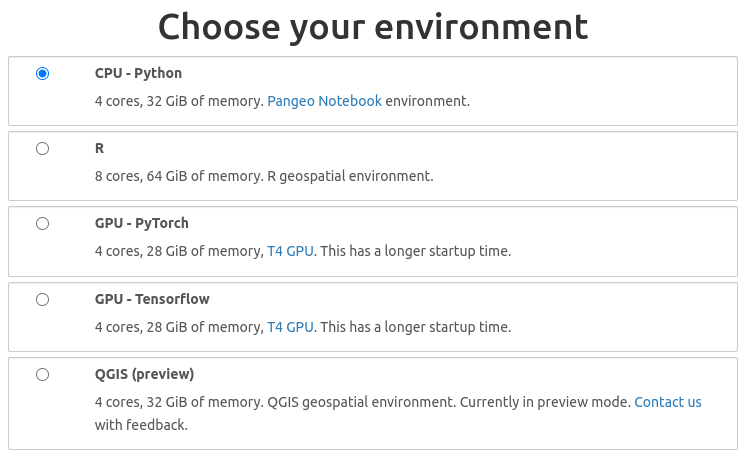 Choose your environment
CPU - Python
4 cores, 32 GiB of memory. Pangeo Notebook environment.
R
8 cores, 64 GiB of memory. R geospatial environment.
GPU - PyTorch
4 cores, 28 GiB of memory, T4 GPU. This has a longer startup time.
GPU - Tensorflow
4 cores, 28 GiB of memory, T4 GPU. This has a longer startup time.
QGIS (preview)
4 cores, 32 GiB of memory. QGIS geospatial environment. Currently in preview mode. Contact us
with feedback.